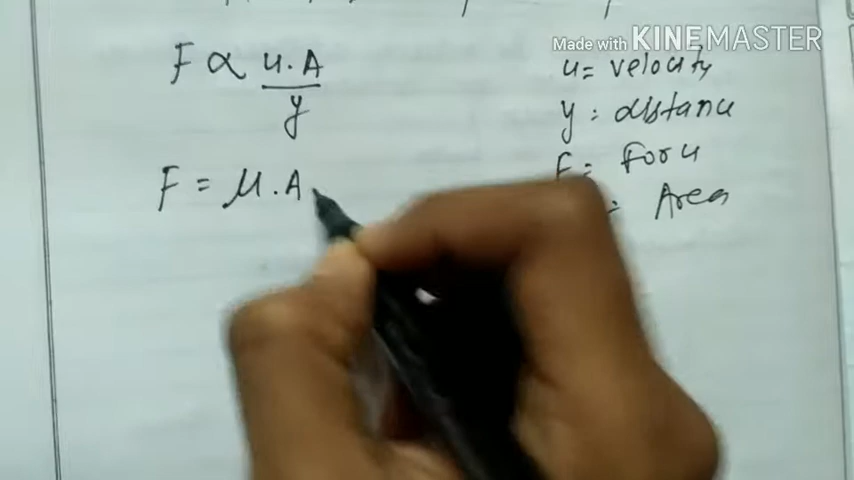 Made with KINEMASTER
F ∝ u.A / y
u = velocity
y = distance
F = μ.A
F = Force
= Area